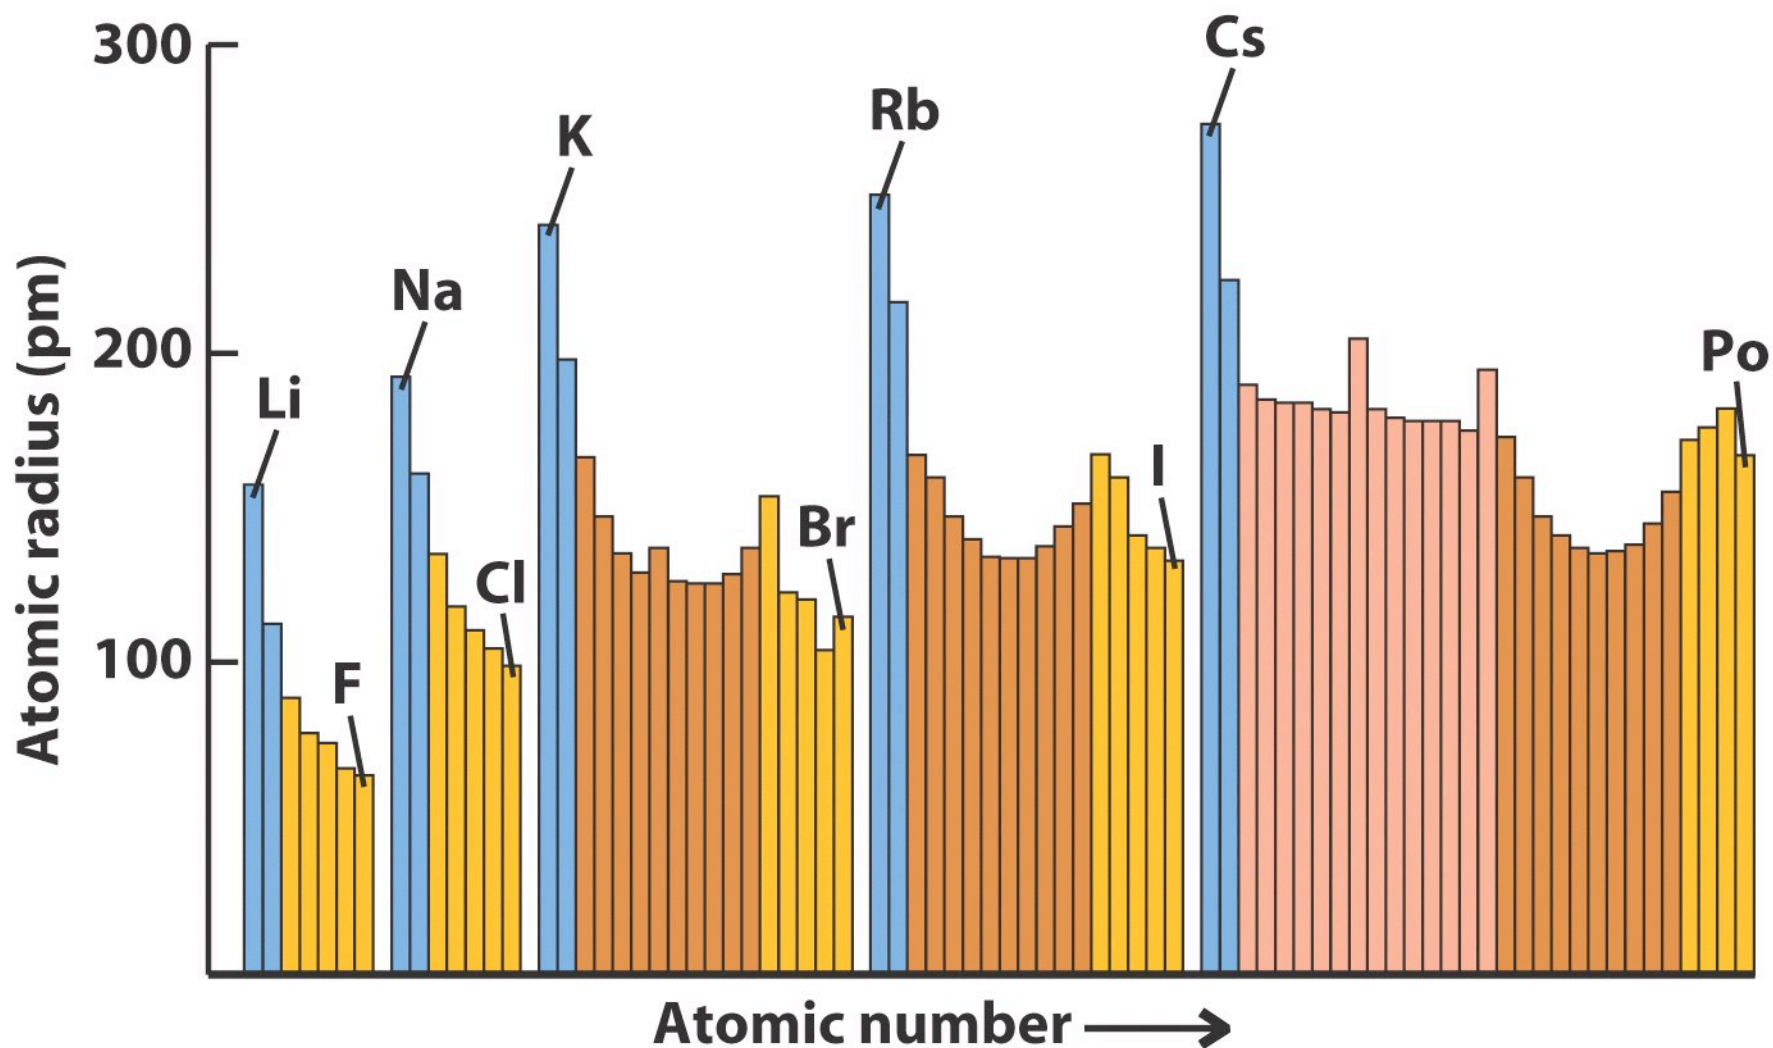 300
200
100
Atomic radius (pm)
Li
F
Na
Cl
K
Br
Rb
I
Cs
Po
Atomic number